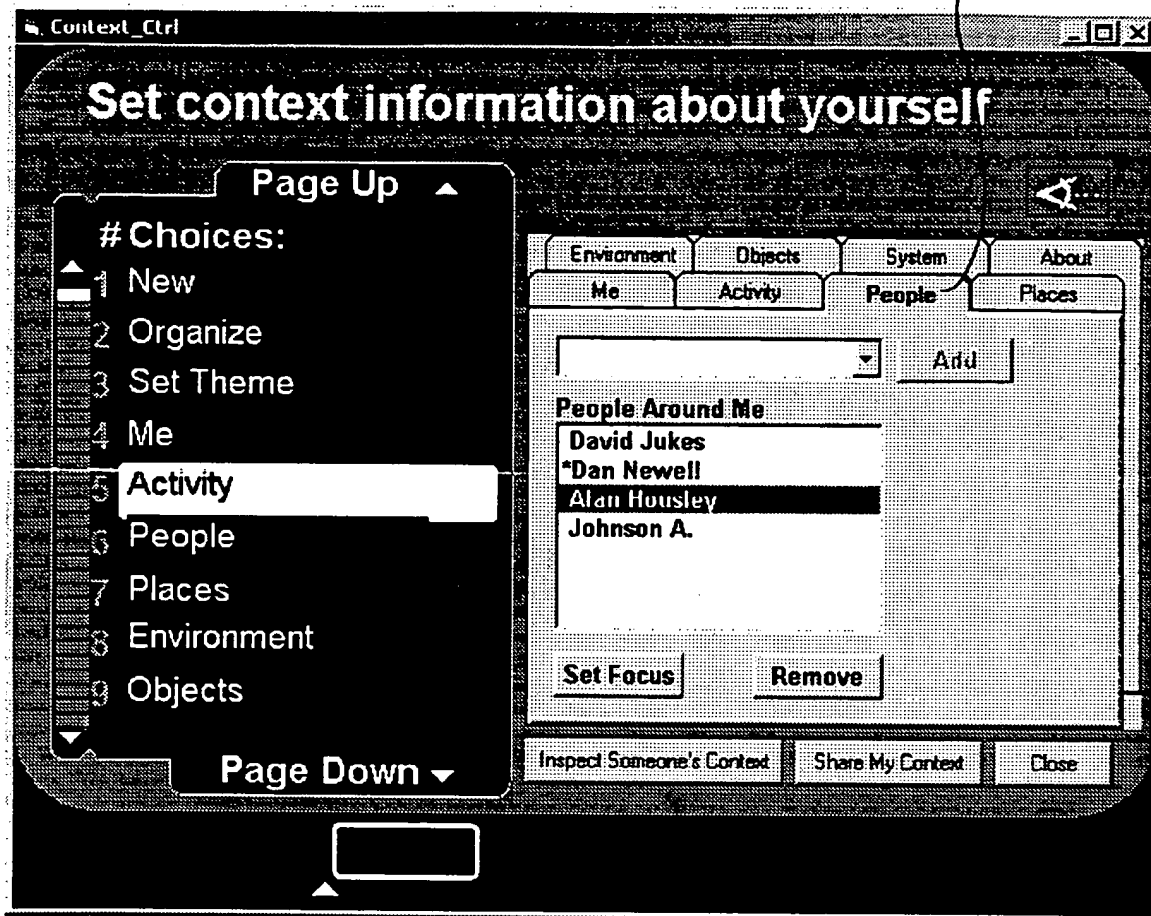 Context_Ctrl
Set context information about yourself
Page Up
# Choices:
1 New
2 Organize
3 Set Theme
4 Me
5 Activity
6 People
7 Places
8 Environment
9 Objects
Page Down
Environment Objects System About
Me Activity People Places
Add
People Around Me
David Jukes
*Dan Newell
Alan Housley
Johnson A.
Set Focus Remove
Inspect Someone's Context Share My Context Close